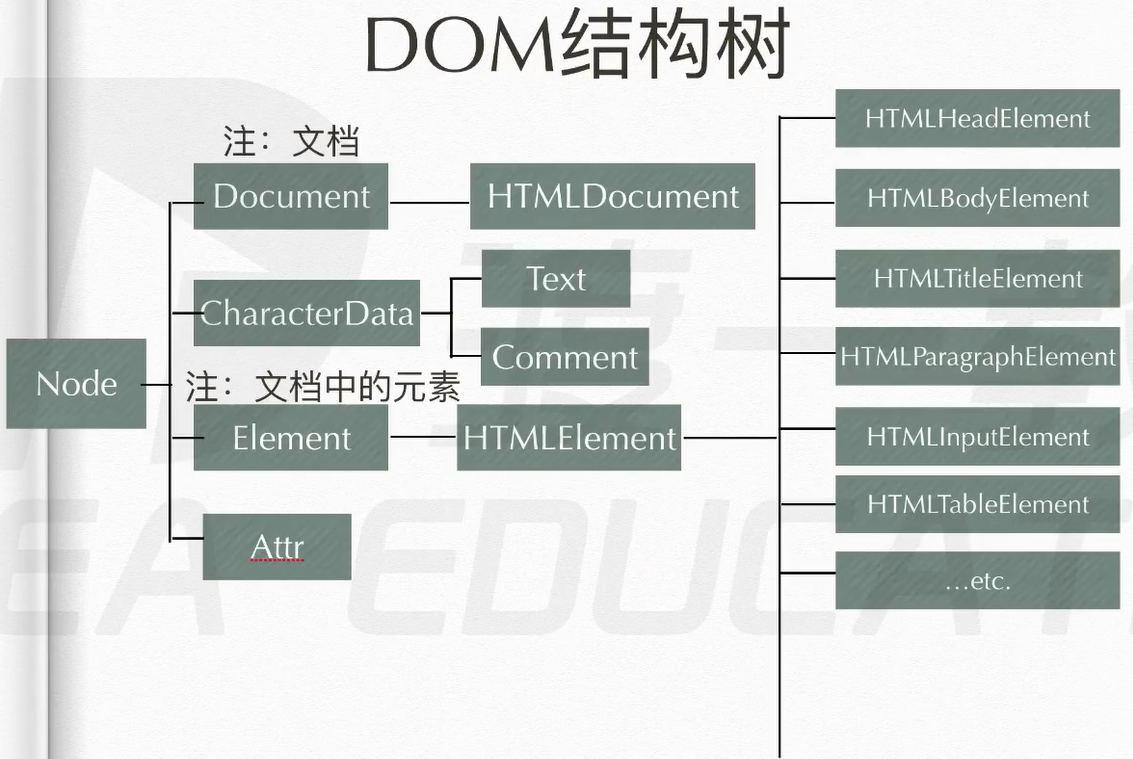 DOM结构树
注：文档
Document
HTMLDocument
CharacterData
Text
Comment
Node
注：文档中的元素
Element
HTMLElement
Attr
HTMLHeadElement
HTMLBodyElement
HTMLTitleElement
HTMLParagraphElement
HTMLInputElement
HTMLTableElement
...etc.
EDUCAT